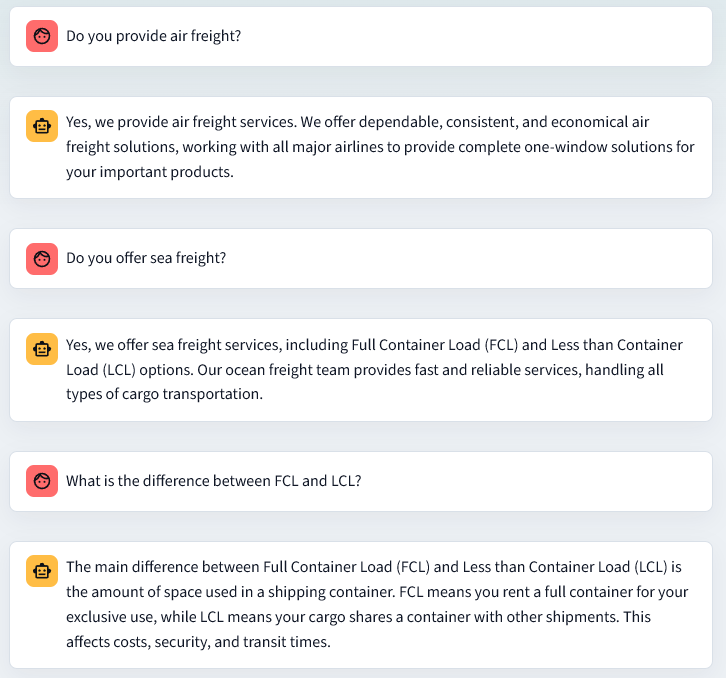 Do you provide air freight?
Yes, we provide air freight services. We offer dependable, consistent, and economical air
freight solutions, working with all major airlines to provide complete one-window solutions for
your important products.
Do you offer sea freight?
Yes, we offer sea freight services, including Full Container Load (FCL) and Less than Container
Load (LCL) options. Our ocean freight team provides fast and reliable services, handling all
types of cargo transportation.
What is the difference between FCL and LCL?
The main difference between Full Container Load (FCL) and Less than Container Load (LCL) is
the amount of space used in a shipping container. FCL means you rent a full container for your
exclusive use, while LCL means your cargo shares a container with other shipments. This
affects costs, security, and transit times.